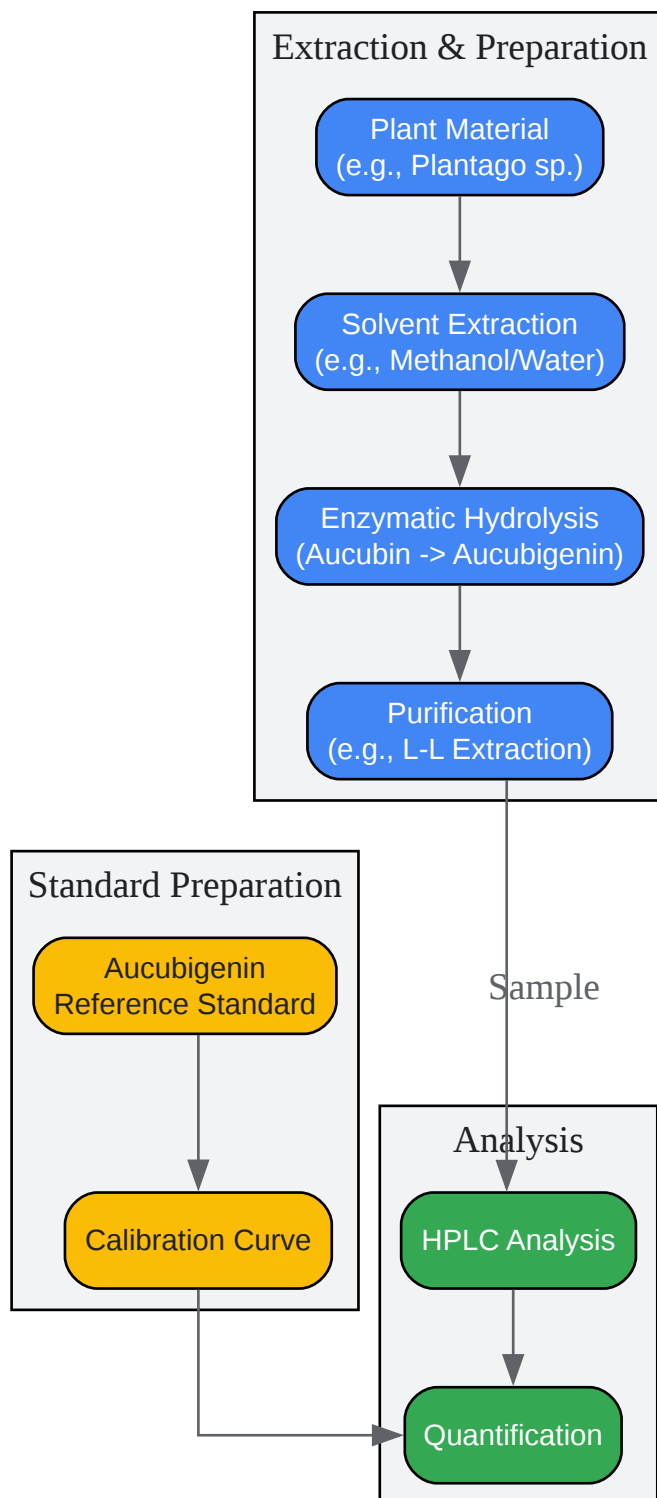 Extraction & Preparation
Plant Material
(e.g., Plantago sp.)
Solvent Extraction
(e.g., Methanol/Water)
Enzymatic Hydrolysis
(Aucubin -> Aucubigenin)
Purification
(e.g., L-L Extraction)
Standard Preparation
Aucubigenin
Reference Standard
Sample
Analysis
Calibration Curve
HPLC Analysis
Quantification